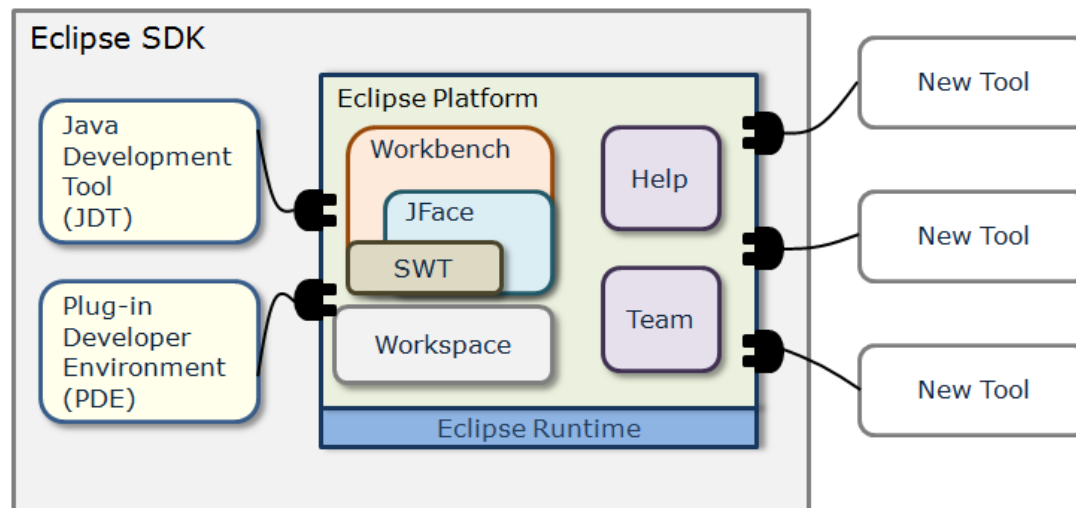 Eclipse SDK
Java
Development
Tool
(JDT)
Plug-in
Developer
Environment
(PDE)
Eclipse Platform
Workbench
JFace
SWT
Workspace
Help
Team
Eclipse Runtime
New Tool
New Tool
New Tool